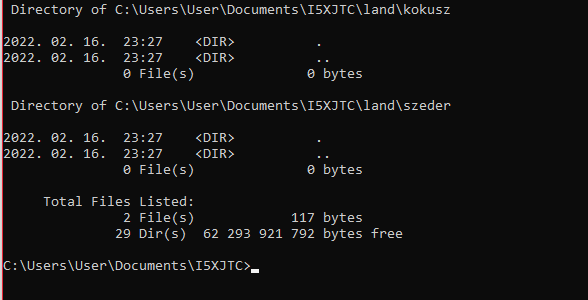 Directory of C:\Users\User\Documents\I5XJTC\land\kokusz
2022. 02. 16.  23:27    <DIR>          .
2022. 02. 16.  23:27    <DIR>          ..
               0 File(s)              0 bytes
Directory of C:\Users\User\Documents\I5XJTC\land\szeder
2022. 02. 16.  23:27    <DIR>          .
2022. 02. 16.  23:27    <DIR>          ..
               0 File(s)              0 bytes
     Total Files Listed:
               2 File(s)            117 bytes
              29 Dir(s)  62 293 921 792 bytes free
C:\Users\User\Documents\I5XJTC>